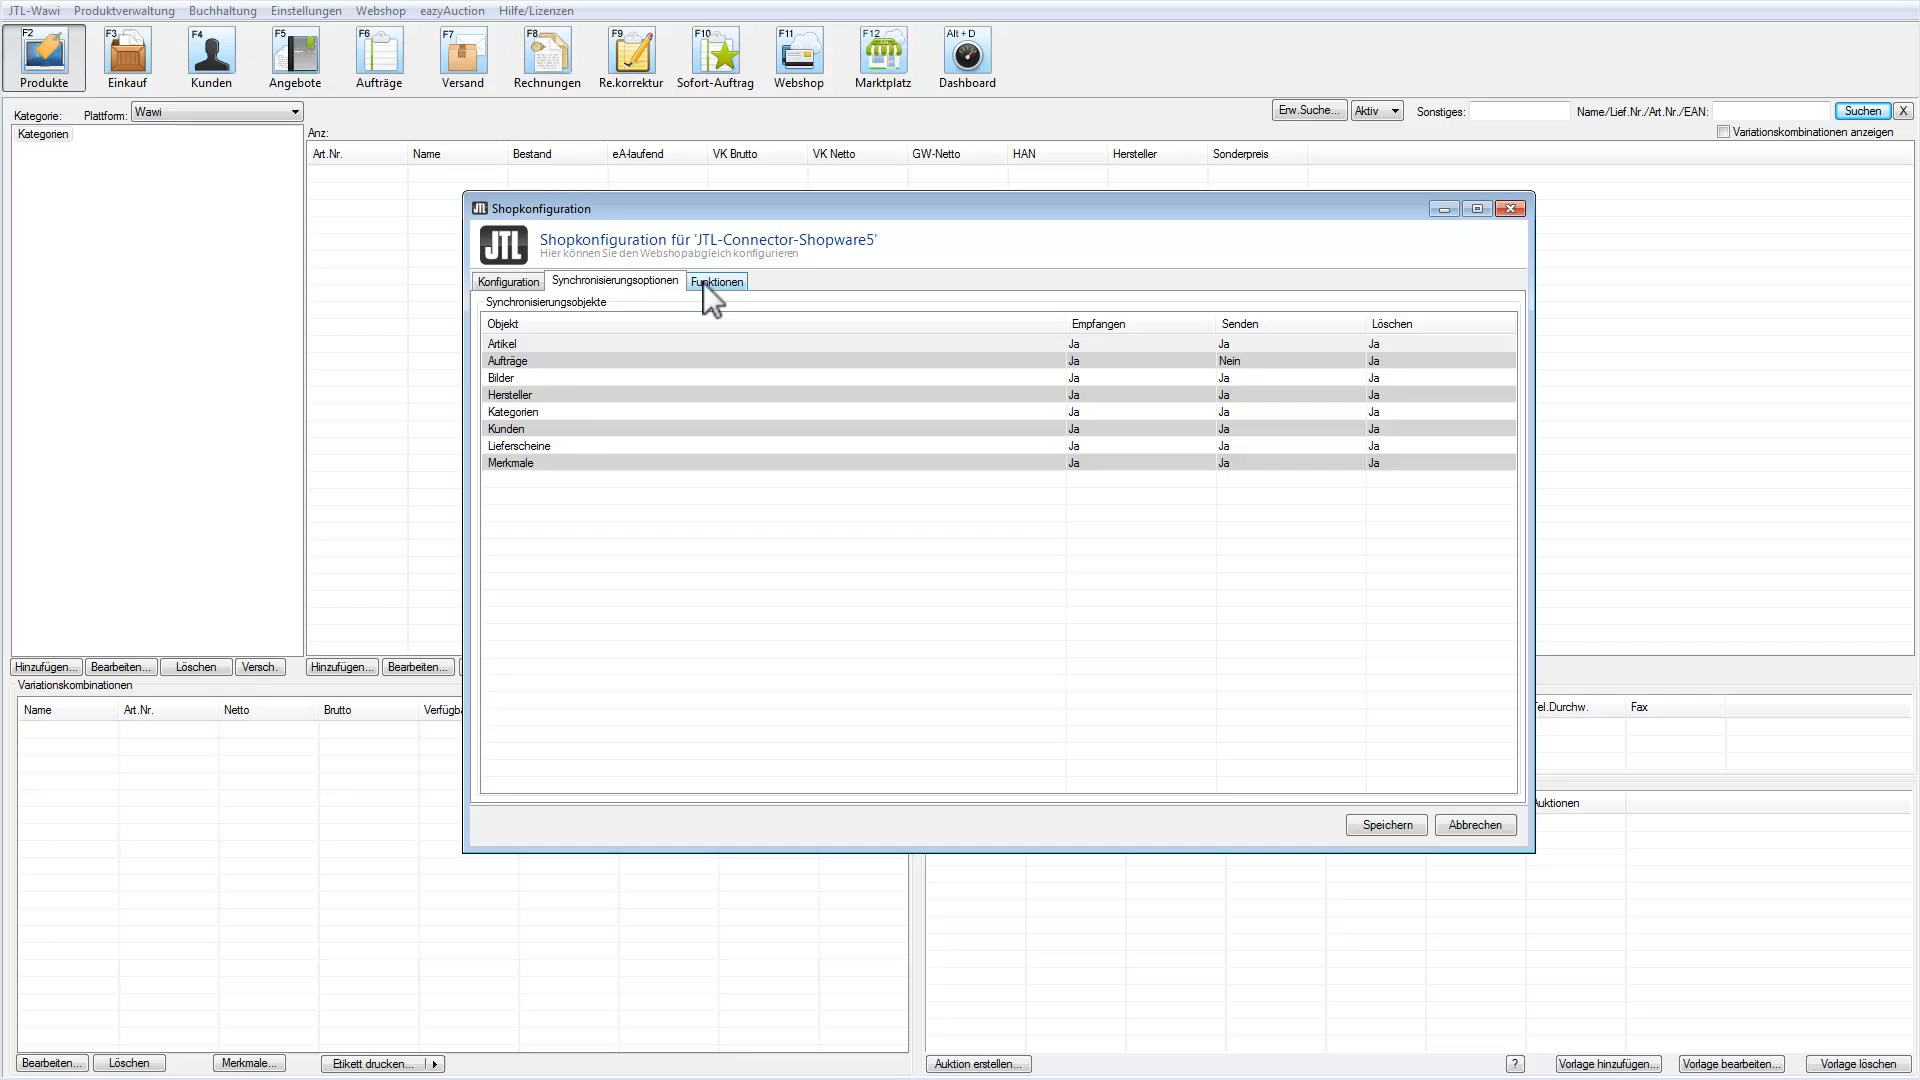 JTL-Wawi Produktverwaltung Buchhaltung Einstellungen Webshop eazyAuction Hilfe/Lizenzen
F2 F3 F4 F5 F6 F7 F8 F9 F10 F11 F12 Alt + D
Produkte Einkauf Kunden Angebote Aufträge Versand Rechnungen Re.korrektur Sofort-Auftrag Webshop Marktplatz Dashboard
Kategorie: Plattform: Wawi Erw.Suche... Aktiv Sonstiges: Name/Lief.Nr./Art.Nr./EAN: Suchen X
Kategorien Anz: Variationskombinationen anzeigen
Art.Nr. Name Bestand eA-laufend VK Brutto VK Netto GW-Netto HAN Hersteller Sonderpreis
JTL Shopkonfiguration
JTL
Shopkonfiguration für 'JTL-Connector-Shopware5'
Hier können Sie den Webshopabgleich konfigurieren
Konfiguration Synchronisierungsoptionen Funktionen
Synchronisierungsobjekte
Objekt Empfangen Senden Löschen
Artikel Ja Ja Ja
Aufträge Ja Nein Ja
Bilder Ja Ja Ja
Hersteller Ja Ja Ja
Kategorien Ja Ja Ja
Kunden Ja Ja Ja
Lieferscheine Ja Ja Ja
Merkmale Ja Ja Ja
Speichern Abbrechen
Hinzufügen... Bearbeiten... Löschen Versch. Hinzufügen... Bearbeiten...
Variationskombinationen
Name Art.Nr. Netto Brutto Verfügb
el.Durchw. Fax
Auktionen
Bearbeiten... Löschen Merkmale... Etikett drucken... Auktion erstellen... ? Vorlage hinzufügen... Vorlage bearbeiten... Vorlage löschen